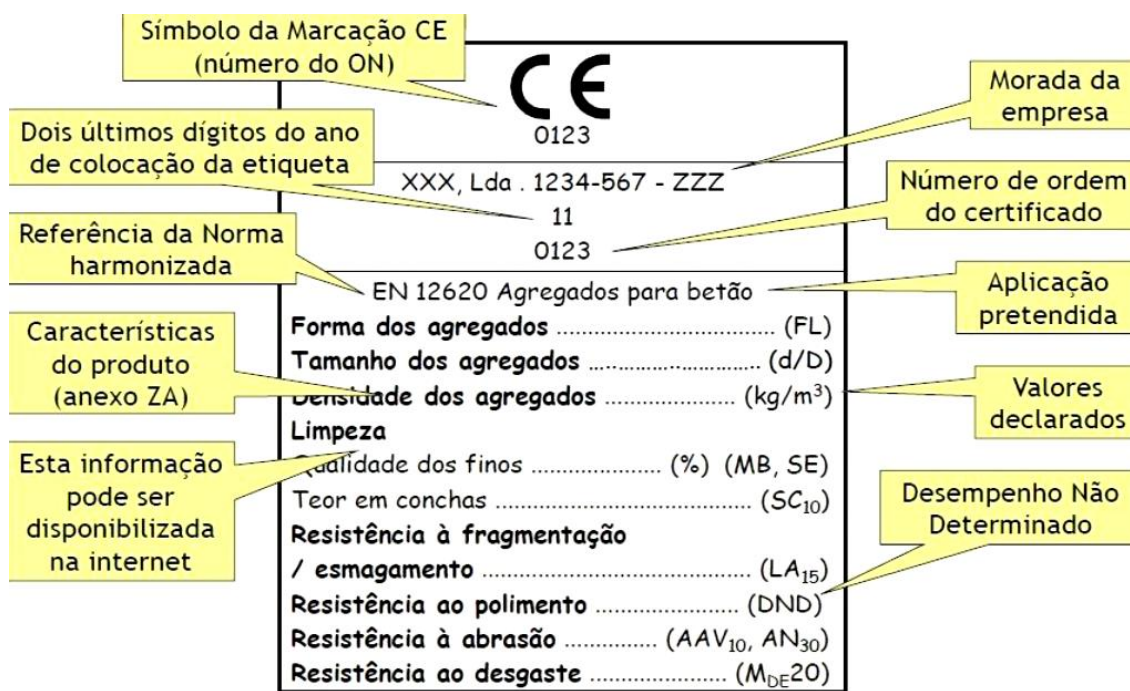 Símbolo da Marcação CE
(número do ON)
Dois últimos dígitos do ano
de colocação da etiqueta
Referência da Norma
harmonizada
Características
do produto
(anexo ZA)
Esta informação
pode ser
disponibilizada
na internet
CE
0123
XXX, Lda . 1234-567 - ZZZ
11
0123
EN 12620 Agregados para betão
Forma dos agregados ................................ (FL)
Tamanho dos agregados ............................ (d/D)
Densidade dos agregados ..................... (kg/m³)
Limpeza
Qualidade dos finos ..................... (%) (MB, SE)
Teor em conchas .................................... (SC₁₀)
Resistência à fragmentação
/ esmagamento ..................................... (LA₁₅)
Resistência ao polimento ....................... (DND)
Resistência à abrasão .............. (AAV₁₀, AN₃₀)
Resistência ao desgaste ...................... (M_DE20)
Morada da
empresa
Número de ordem
do certificado
Aplicação
pretendida
Valores
declarados
Desempenho Não
Determinado